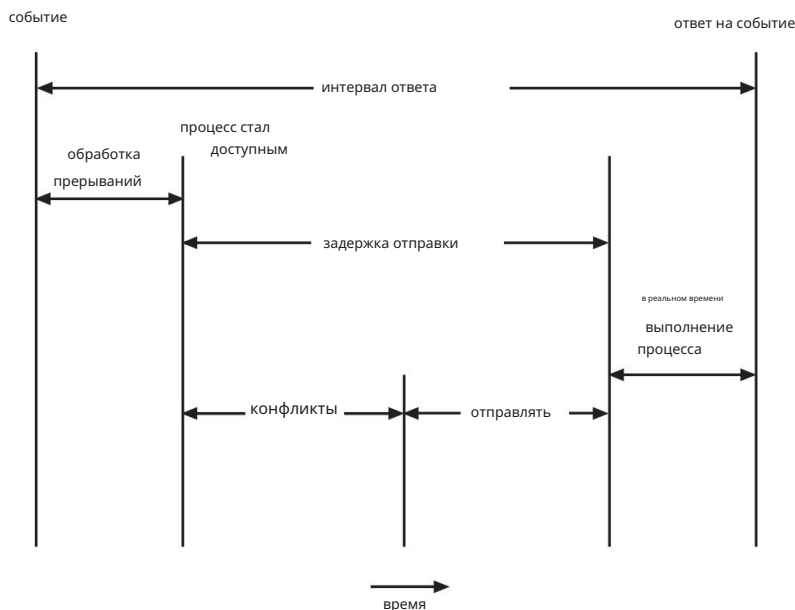 событие
ответ на событие
интервал ответа
процесс стал
доступным
обработка
прерываний
задержка отправки
в реальном времени
выполнение
процесса
конфликты
отправлять
время